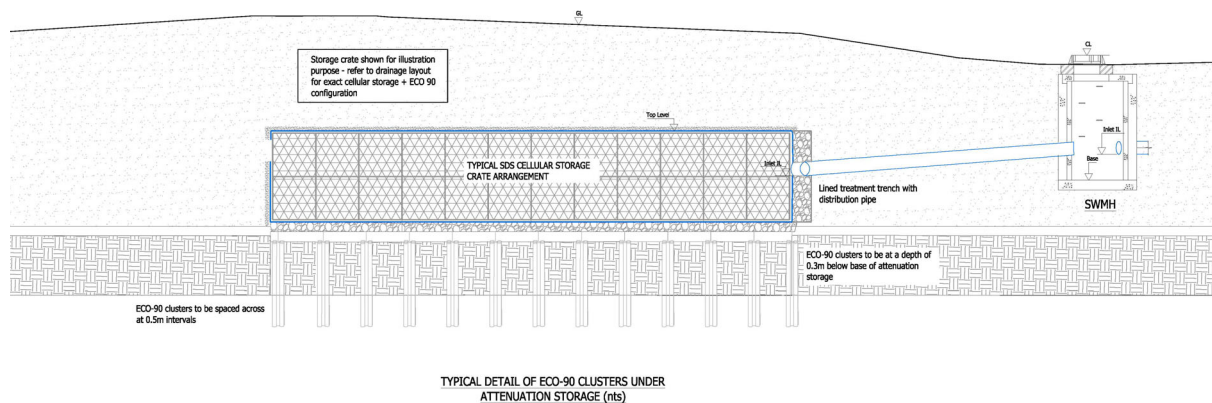 GL
Storage crate shown for illustration
purpose - refer to drainage layout
for exact cellular storage + ECO 90
configuration
CL
Top Level
Inlet IL
TYPICAL SDS CELLULAR STORAGE
CRATE ARRANGEMENT
Inlet IL
Base
Lined treatment trench with
distribution pipe
SWMH
ECO-90 clusters to be at a depth of
0.3m below base of attenuation
storage
ECO-90 clusters to be spaced across
at 0.5m intervals
TYPICAL DETAIL OF ECO-90 CLUSTERS UNDER
ATTENUATION STORAGE (nts)